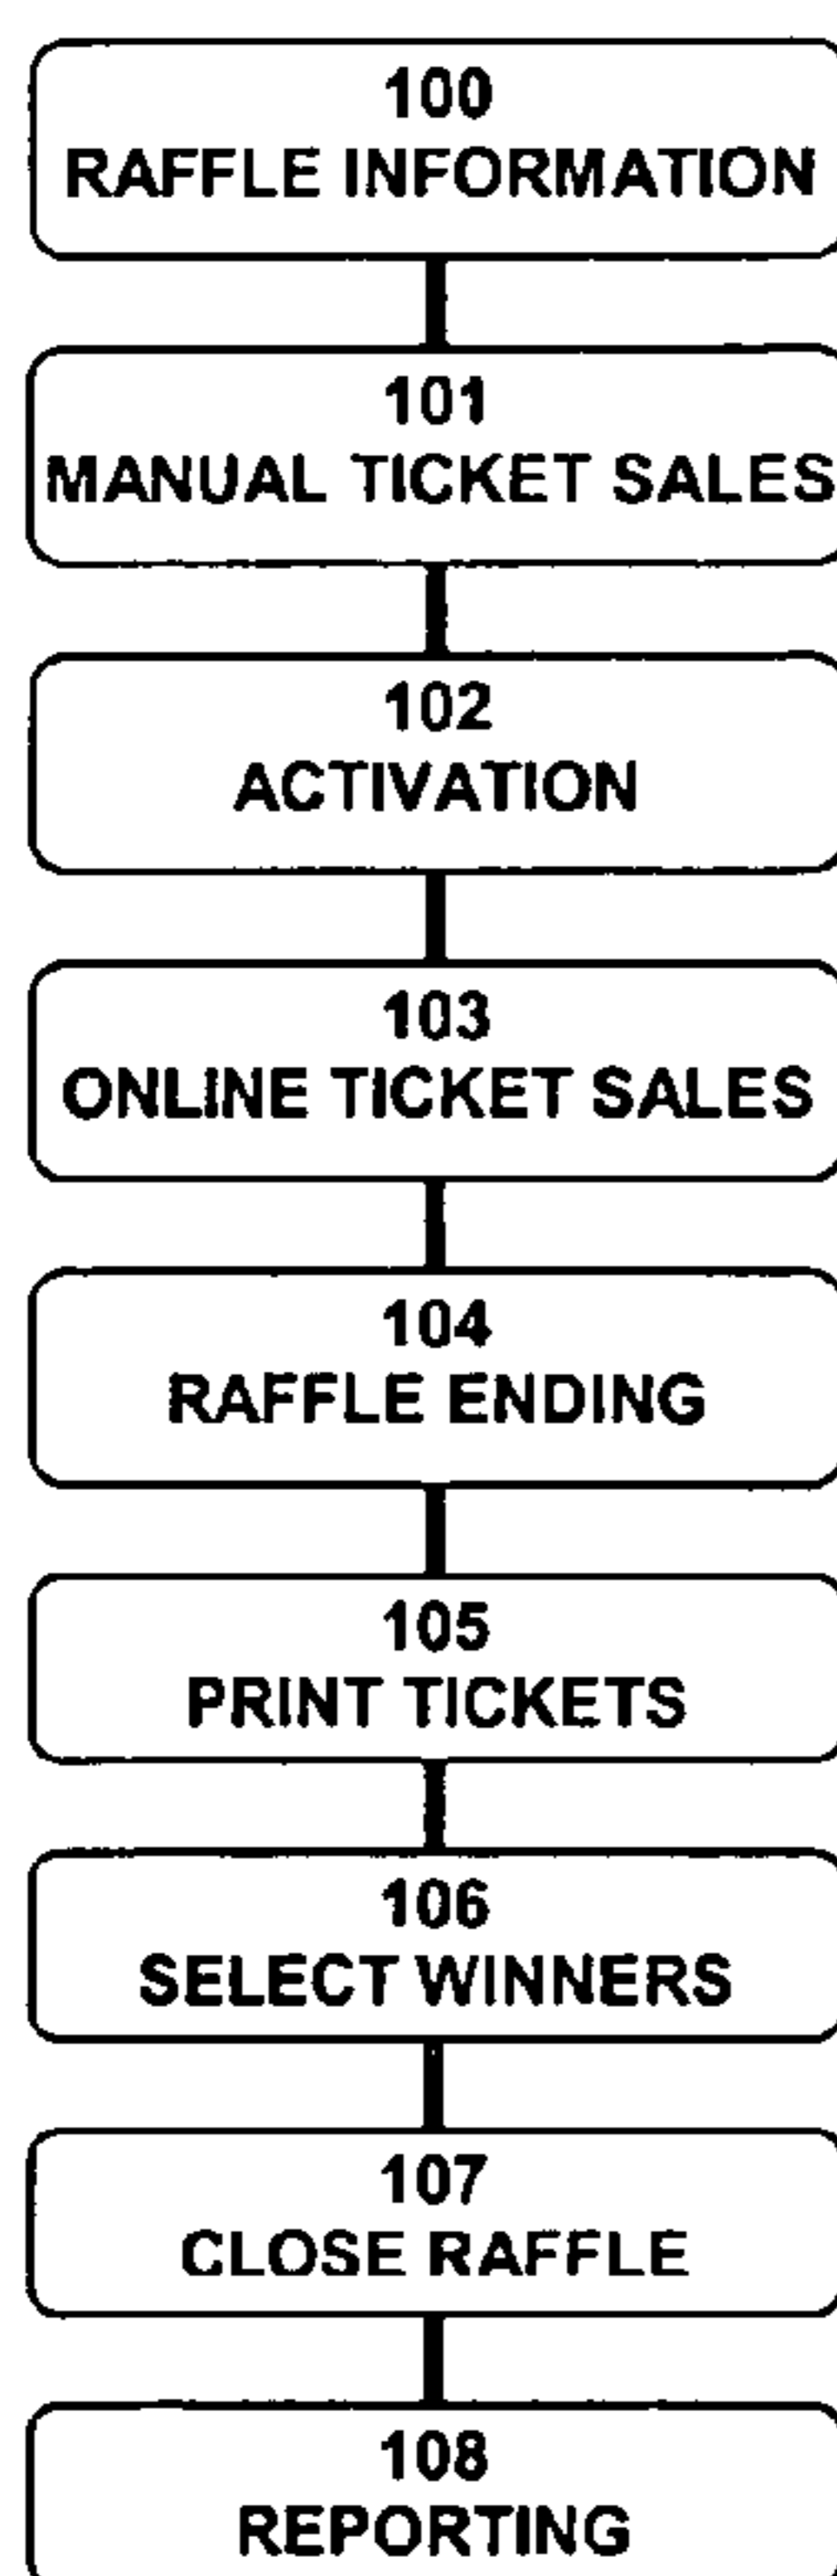 100
RAFFLE INFORMATION
101
MANUAL TICKET SALES
102
ACTIVATION
103
ONLINE TICKET SALES
104
RAFFLE ENDING
105
PRINT TICKETS
106
SELECT WINNERS
107
CLOSE RAFFLE
108
REPORTING